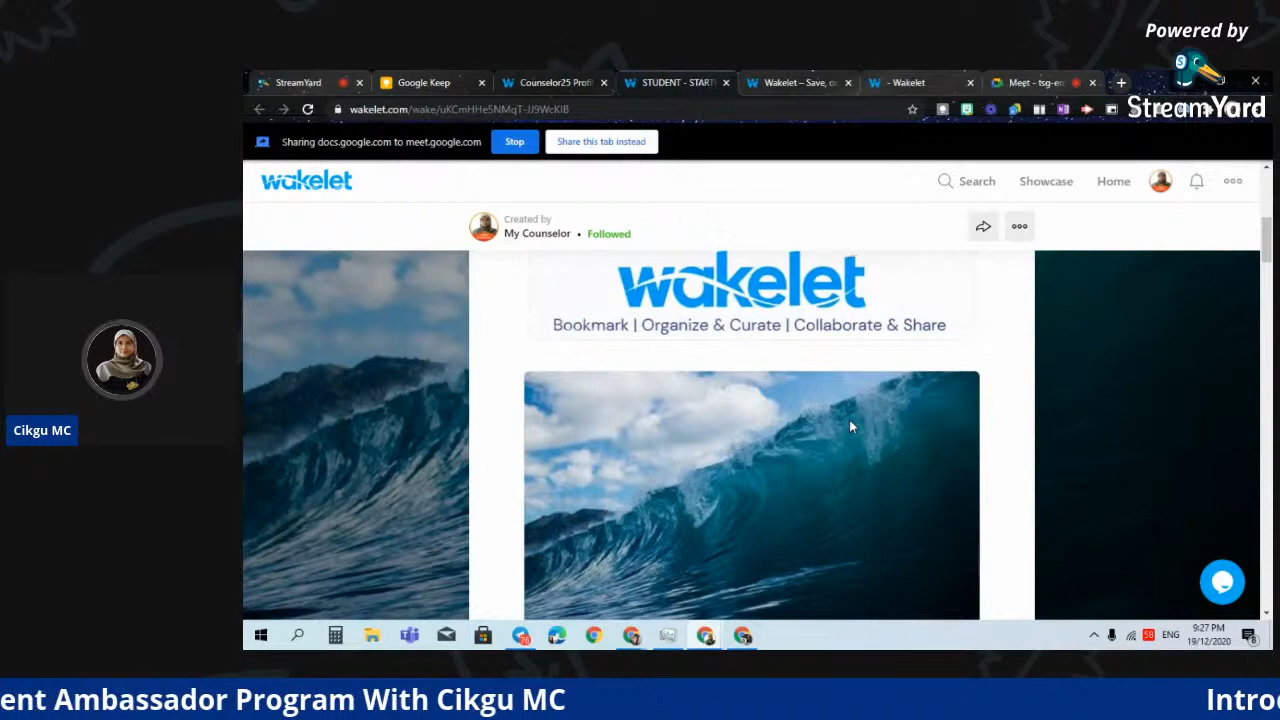 Powered by
StreamYard
StreamYard
Google Keep
Counselor25 Profi
STUDENT - START
Wakelet – Save, o
- Wakelet
Meet - tsg-en
wakelet.com/wake/uKCmHHe5NMqT-JJ9WcKIB
Sharing docs.google.com to meet.google.com
Stop
Share this tab instead
wakelet
Search
Showcase
Home
Created by
My Counselor • Followed
wakelet
Bookmark | Organize & Curate | Collaborate & Share
Cikgu MC
ENG
9:27 PM
19/12/2020
ent Ambassador Program With Cikgu MC
Introd